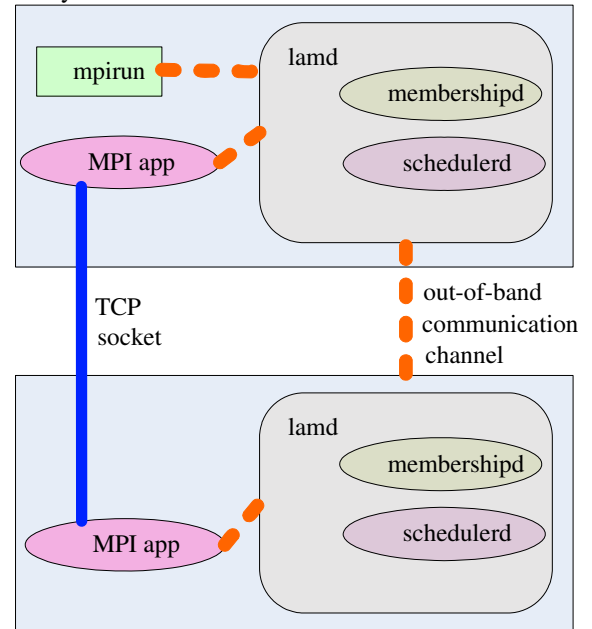 mpirun
lamd
membershipd
MPI app
schedulerd
TCP
socket
out-of-band
communication
channel
lamd
membershipd
schedulerd
MPI app